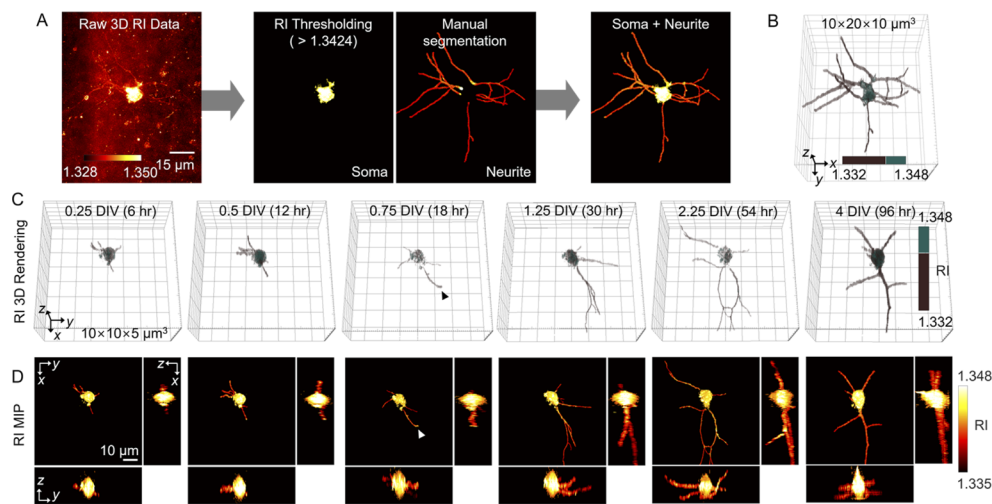 A
Raw 3D RI Data
1.328
1.350
15 μm
RI Thresholding
( > 1.3424)
Soma
Manual
segmentation
Neurite
Soma + Neurite
B
10×20×10 μm³
z
x
y
1.332
1.348
C
RI 3D Rendering
0.25 DIV (6 hr)
z
y
x
10×10×5 μm³
0.5 DIV (12 hr)
0.75 DIV (18 hr)
1.25 DIV (30 hr)
2.25 DIV (54 hr)
4 DIV (96 hr)
1.348
RI
1.332
D
RI MIP
y
x
z
x
10 μm
z
y
1.348
RI
1.335